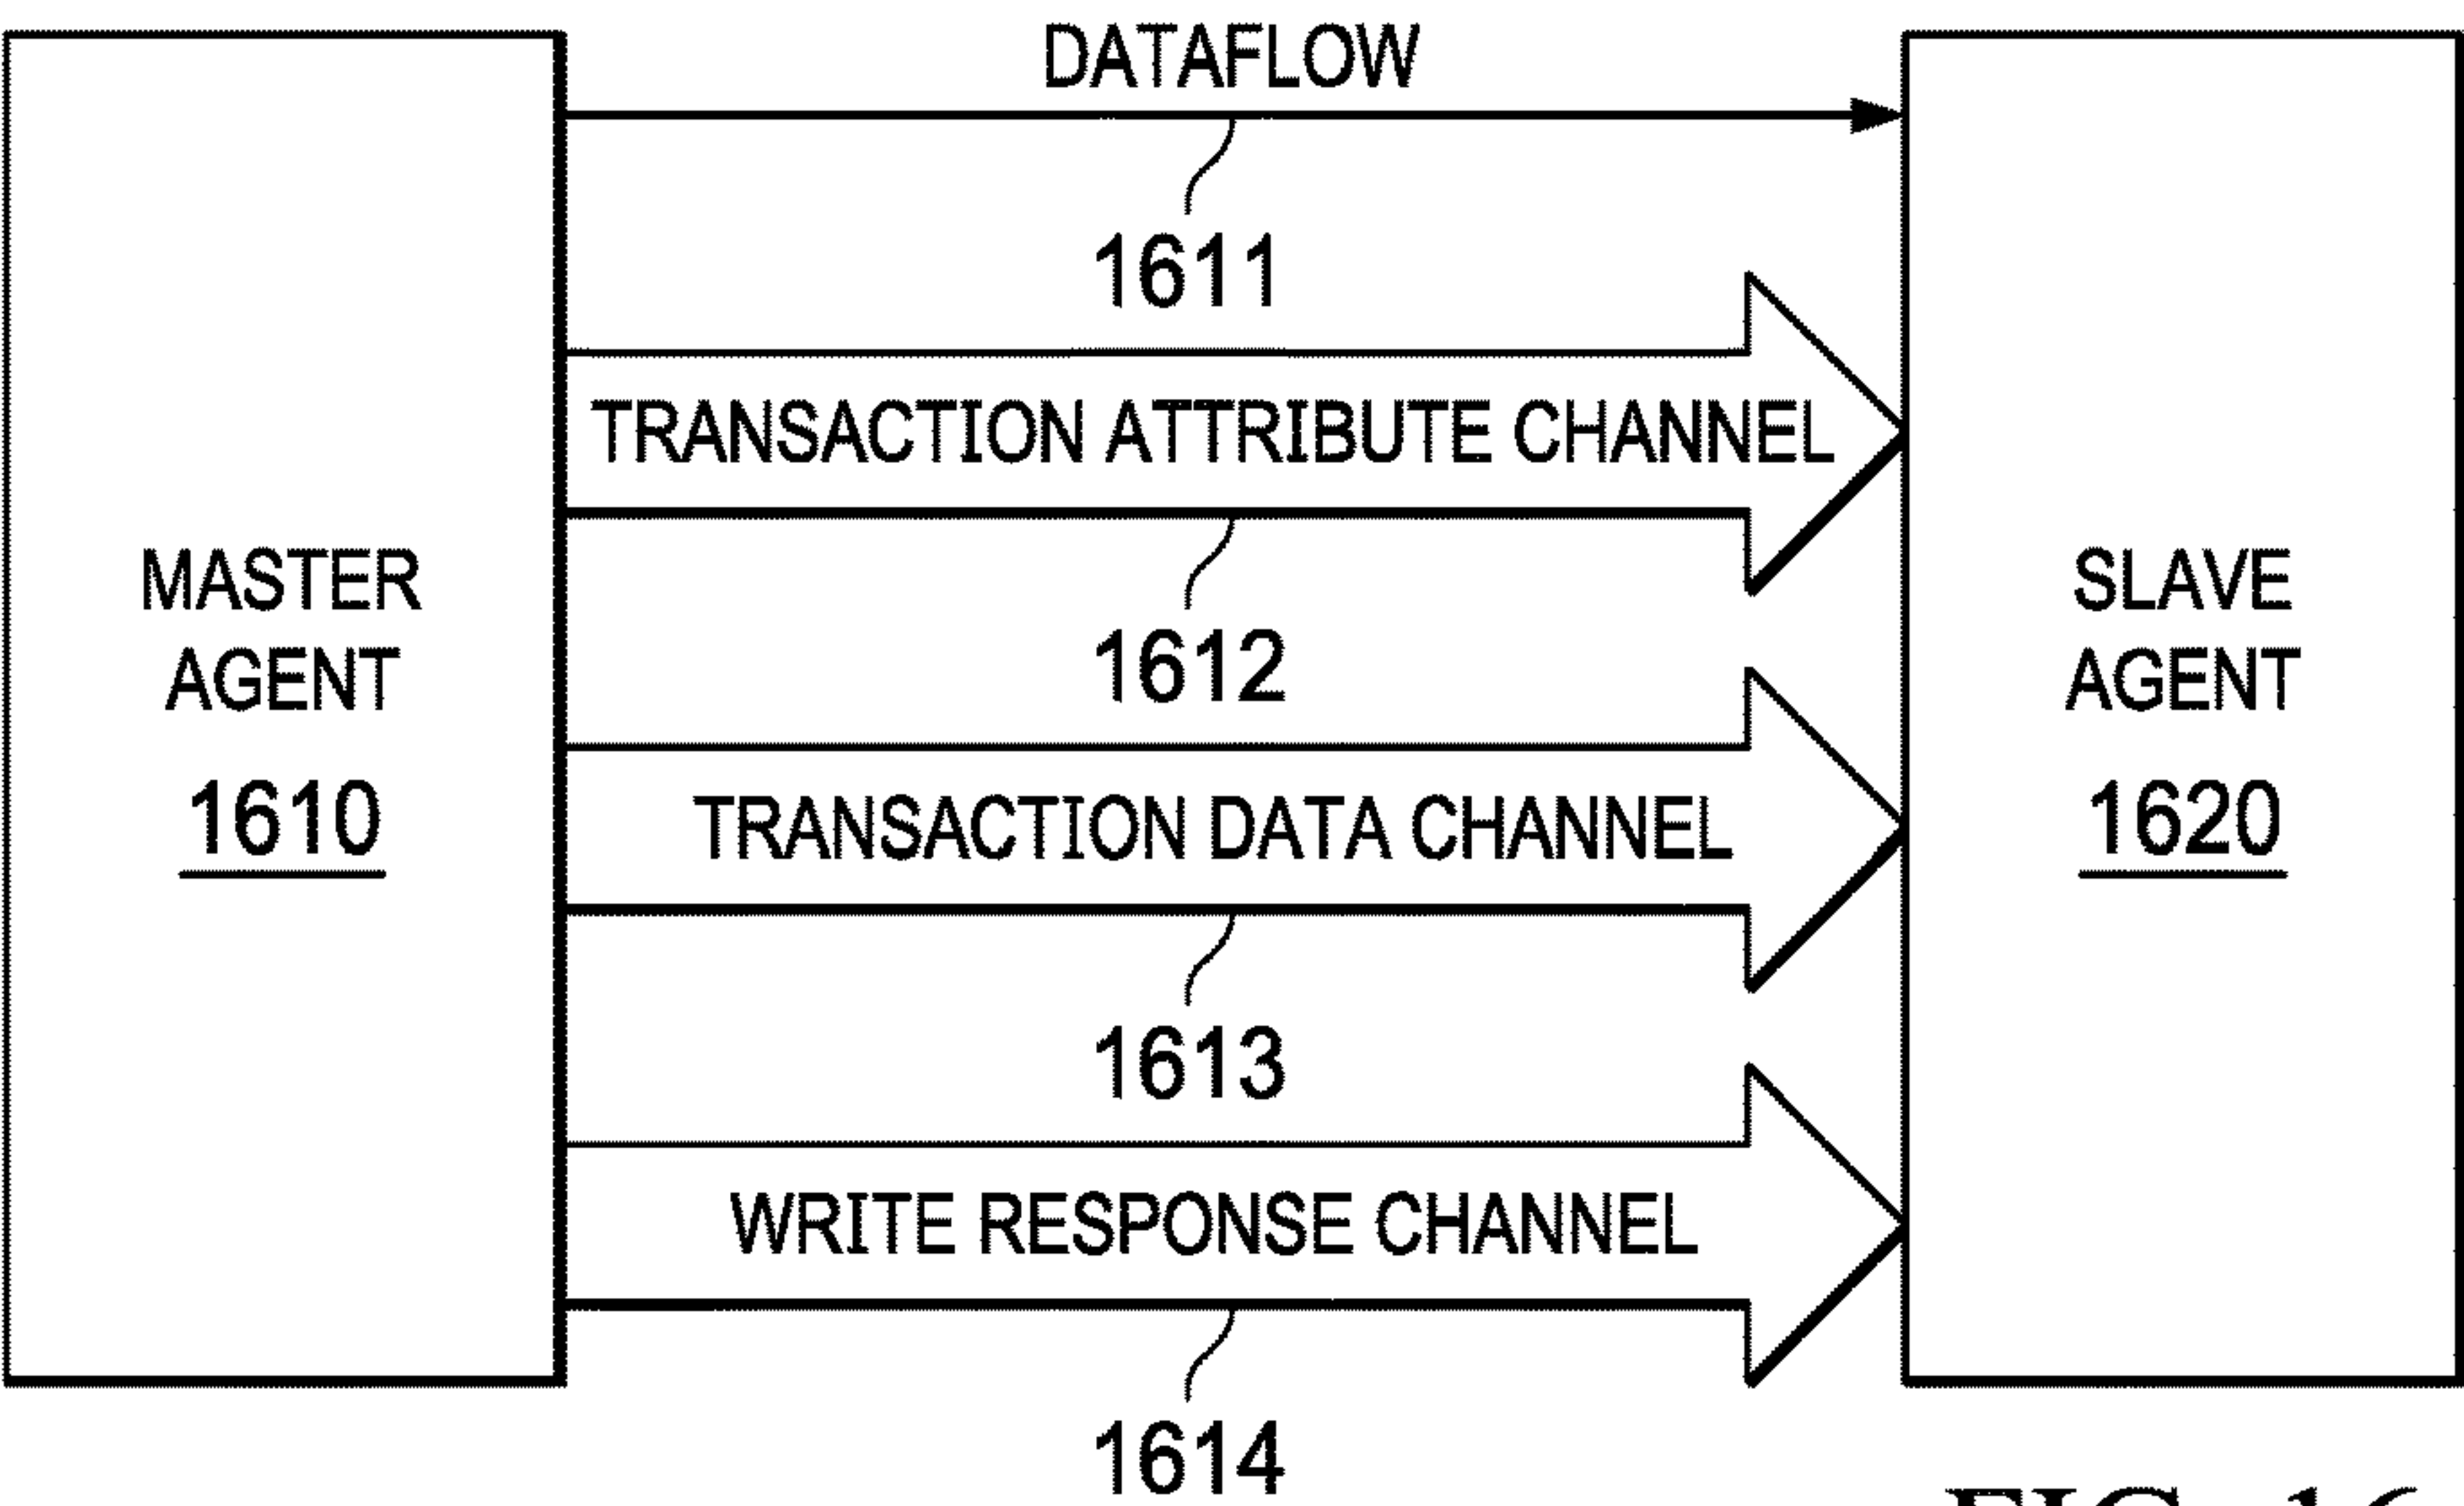 DATAFLOW
1611
TRANSACTION ATTRIBUTE CHANNEL
1612
MASTER
AGENT
1610
SLAVE
AGENT
1620
TRANSACTION DATA CHANNEL
1613
WRITE RESPONSE CHANNEL
1614